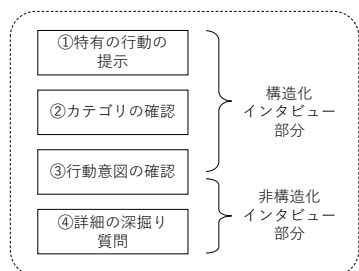 ①特有の行動の
提示
②カテゴリの確認
③行動意図の確認
④詳細の深掘り
質問
構造化
インタビュー
部分
非構造化
インタビュー
部分